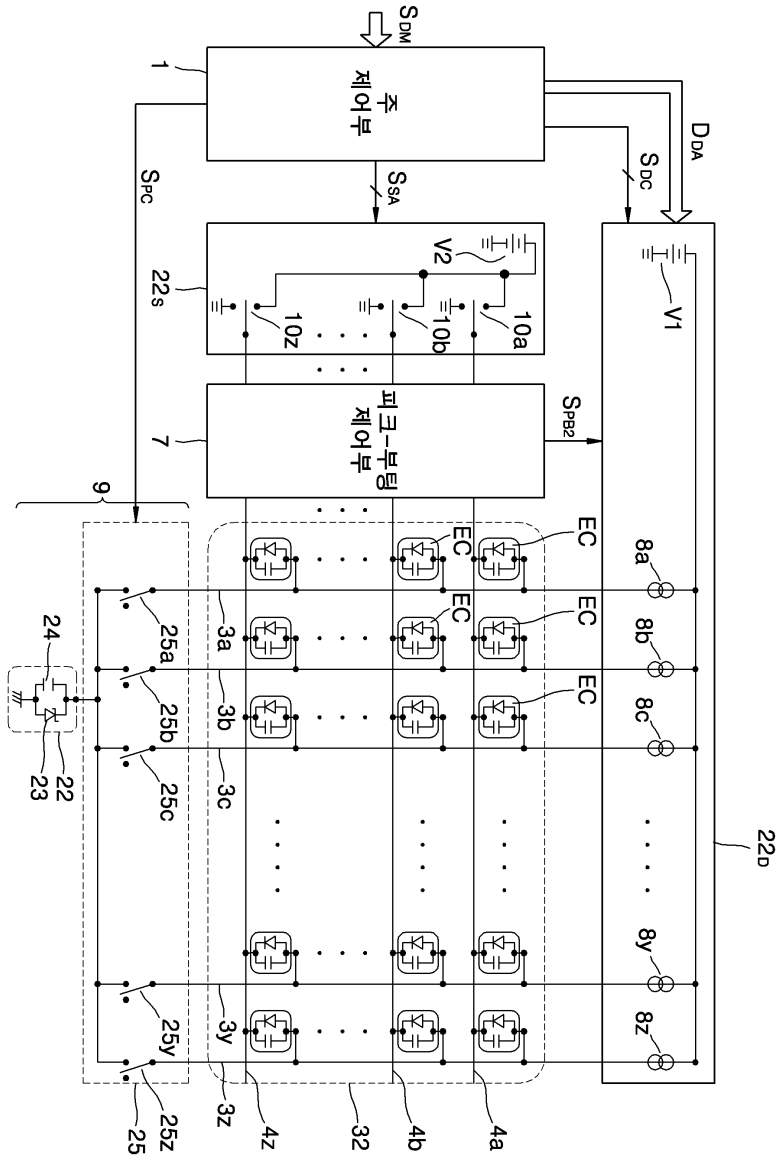 22D
DDA
V1
SDC
8a 8b 8c 8y 8z
EC EC EC
SPB2
10a
4a
EC EC
V2
10b
4b
SDM
SSA
주
제어부
피크-부팅
제어부
32
10z
4z
3a 3b 3c 3y 3z
1
22S
7
SPC
25a 25b 25c 25y 25z
25
9
24
22
23